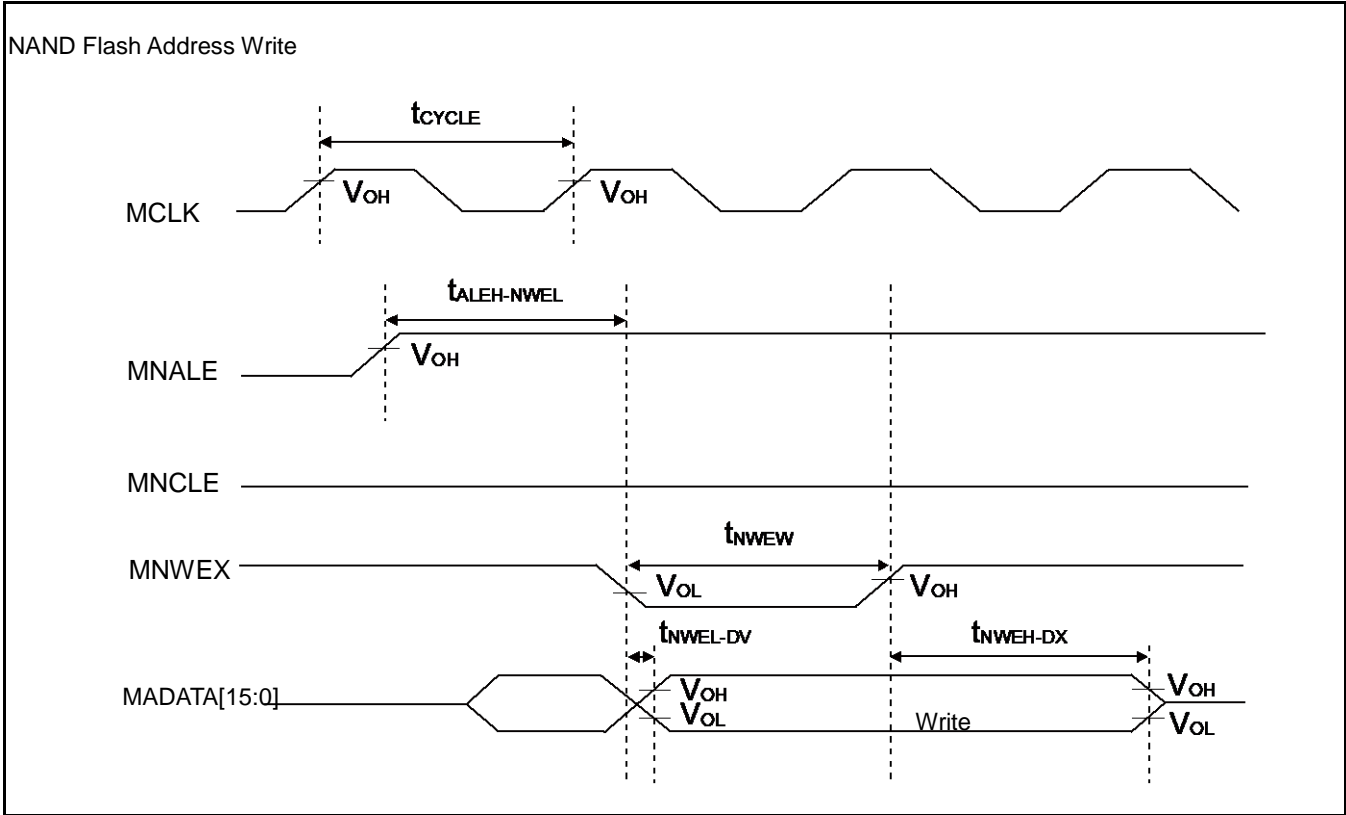 NAND Flash Address Write
tCYCLE
VOH VOH
MCLK
tALEH-NWEL
VOH
MNALE
MNCLE
tNWEW
MNWEX
VOL VOH
tNWEL-DV tNWEH-DX
MADATA[15:0]
VOH VOH
VOL Write VOL